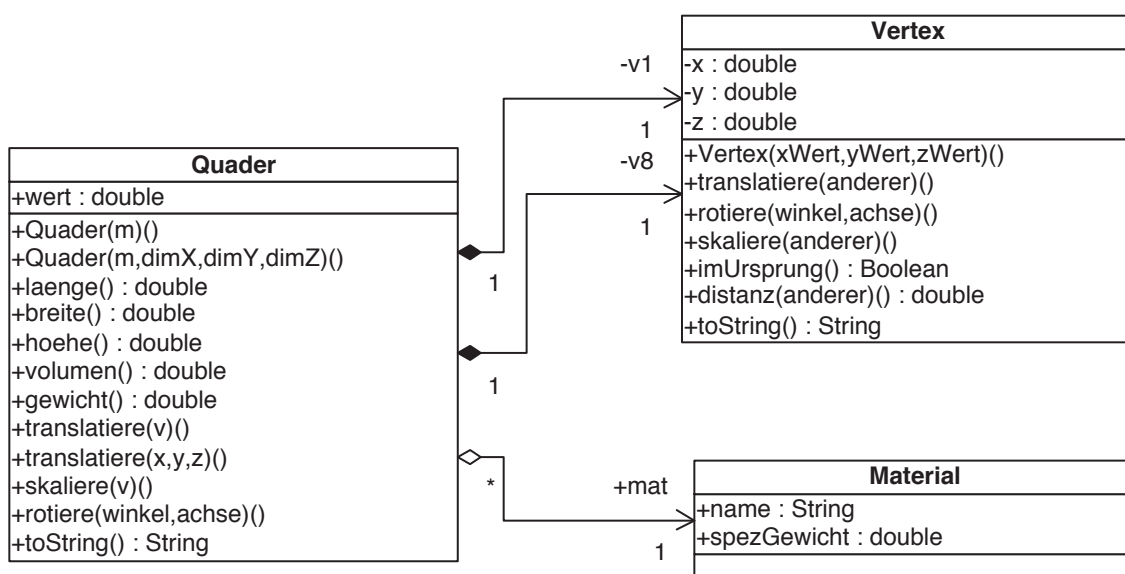 Vertex
-x : double
-y : double
-z : double
+Vertex(xWert,yWert,zWert)()
+translatiere(anderer)()
+rotiere(winkel,achse)()
+skaliere(anderer)()
+imUrsprung() : Boolean
+distanz(anderer)() : double
+toString() : String
-v1
1
-v8
1
Quader
+wert : double
+Quader(m)()
+Quader(m,dimX,dimY,dimZ)()
+laenge() : double
+breite() : double
+hoehe() : double
+volumen() : double
+gewicht() : double
+translatiere(v)()
+translatiere(x,y,z)()
+skaliere(v)()
+rotiere(winkel,achse)()
+toString() : String
1
1
*
+mat
1
Material
+name : String
+spezGewicht : double